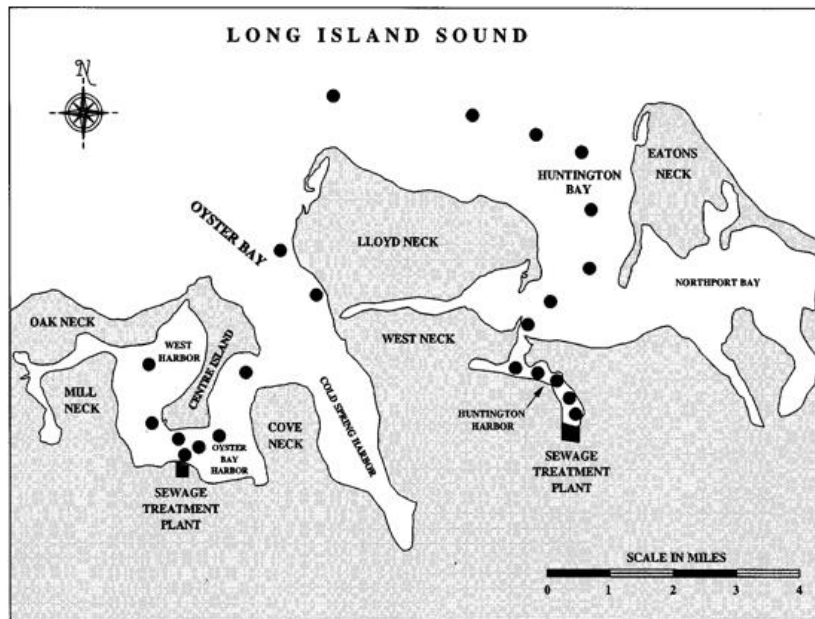 LONG ISLAND SOUND
N
EATONS
NECK
HUNTINGTON
BAY
OYSTER BAY
LLOYD NECK
NORTHPORT BAY
OAK NECK
WEST
HARBOR
CENTRE ISLAND
WEST NECK
MILL
NECK
COLD SPRING HARBOR
COVE
NECK
HUNTINGTON
HARBOR
OYSTER
BAY
HARBOR
SEWAGE
TREATMENT
PLANT
SEWAGE
TREATMENT
PLANT
SCALE IN MILES
0 1 2 3 4